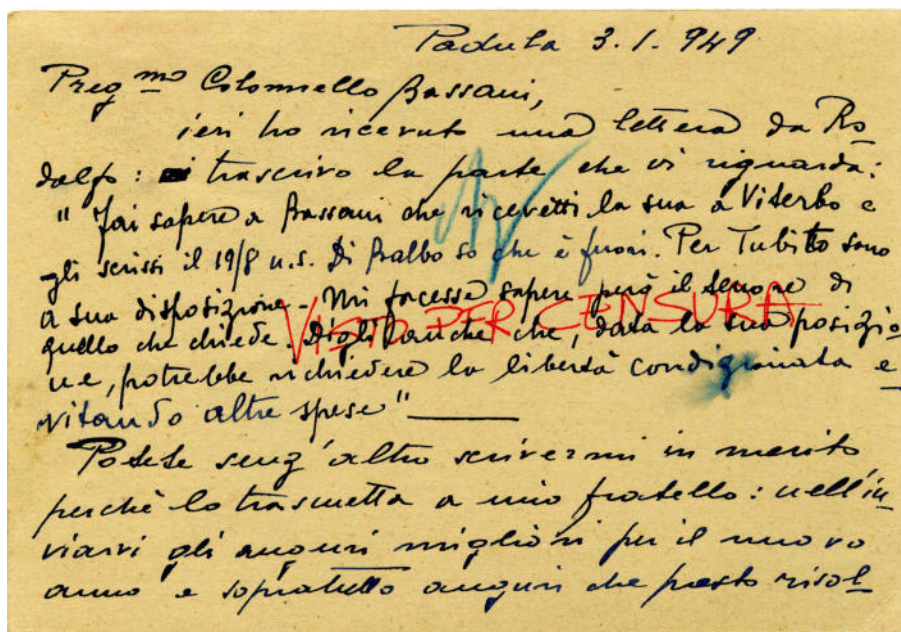 Padula 3.1.949
Preg.mo Colonnello Bassani,
ieri ho ricevuto una lettera da Ro-
dolfo: trascrivo la parte che vi riguarda:
"Fai sapere a Bassani che ricevetti la sua a Viterbo e
gli scrissi il 19/8 u.s. Di Balbo so che è fuori. Per Tubito sono
a sua disposizione. Mi facesse sapere però il tenore di
quello che chiede. Digli anche che, data la sua posizio-
ne, potrebbe richiedere la libertà condizionata e-
vitando altre spese"
VISTO PER CENSURA
Potete senz'altro scrivermi in merito
perchè lo trasmetta a mio fratello: nell'in-
viarvi gli auguri migliori per il nuovo
anno e sopratutto auguri che presto risol-